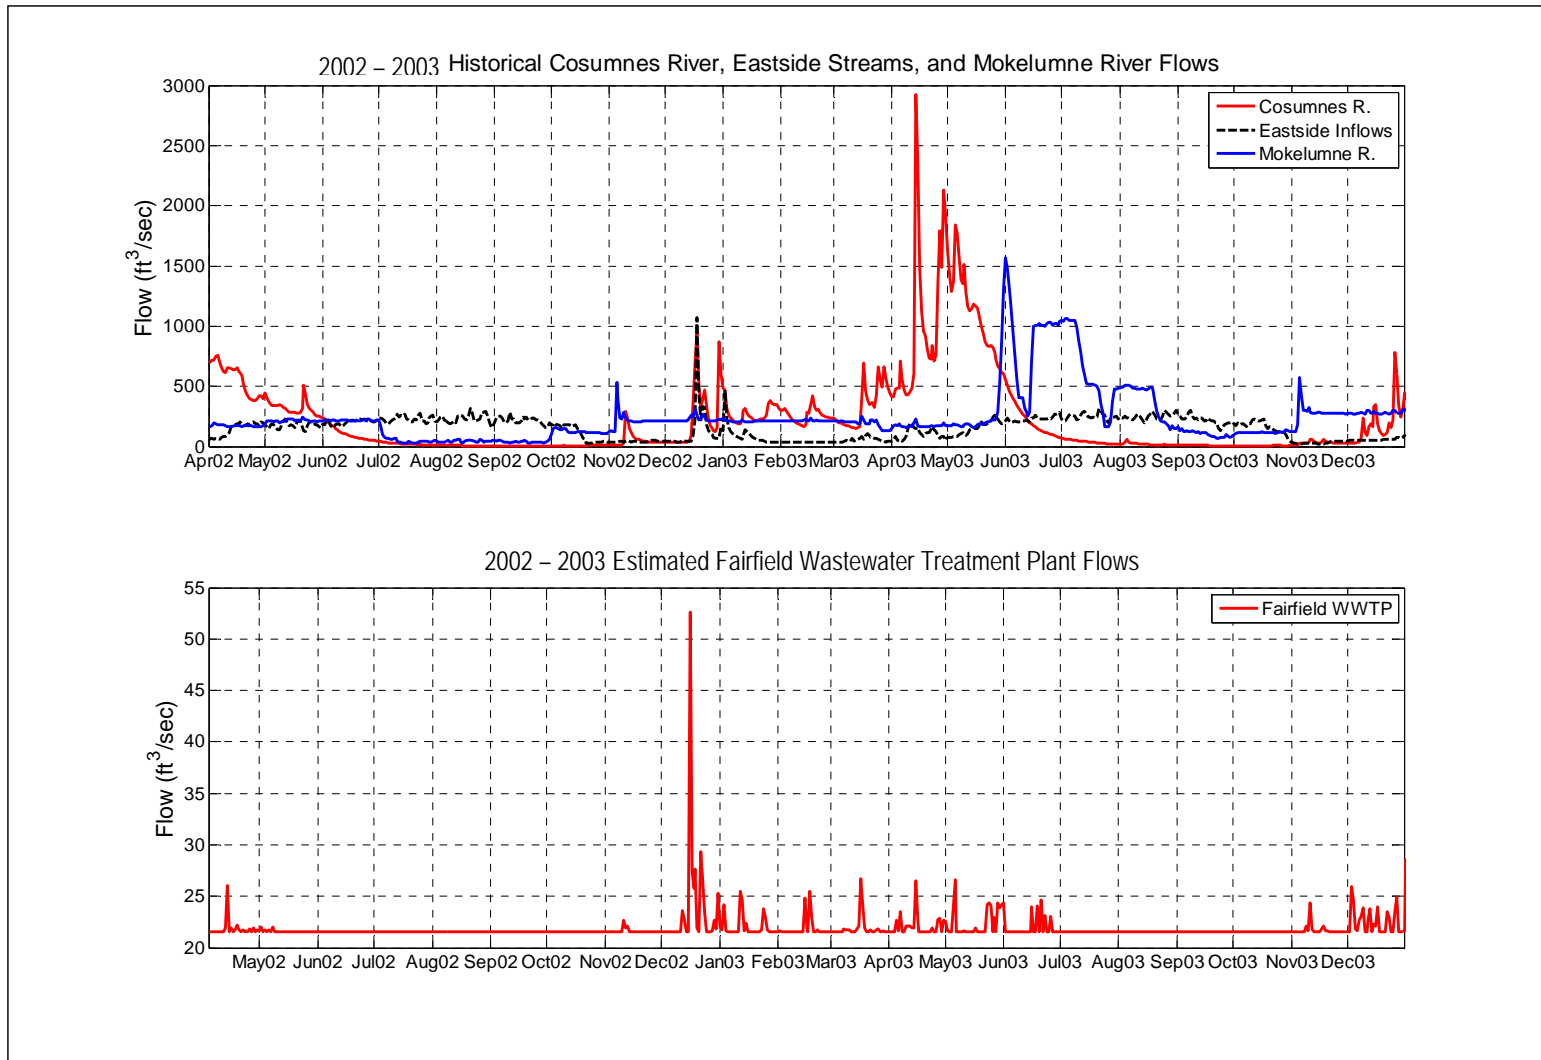 2002 – 2003 Historical Cosumnes River, Eastside Streams, and Mokelumne River Flows
3000
2500
2000
1500
1000
500
0
Flow (ft3/sec)
Cosumnes R.
Eastside Inflows
Mokelumne R.
Apr02 May02 Jun02 Jul02 Aug02 Sep02 Oct02 Nov02 Dec02 Jan03 Feb03 Mar03 Apr03 May03 Jun03 Jul03 Aug03 Sep03 Oct03 Nov03 Dec03
2002 – 2003 Estimated Fairfield Wastewater Treatment Plant Flows
55
50
45
40
35
30
25
20
Flow (ft3/sec)
Fairfield WWTP
May02 Jun02 Jul02 Aug02 Sep02 Oct02 Nov02 Dec02 Jan03 Feb03 Mar03 Apr03 May03 Jun03 Jul03 Aug03 Sep03 Oct03 Nov03 Dec03